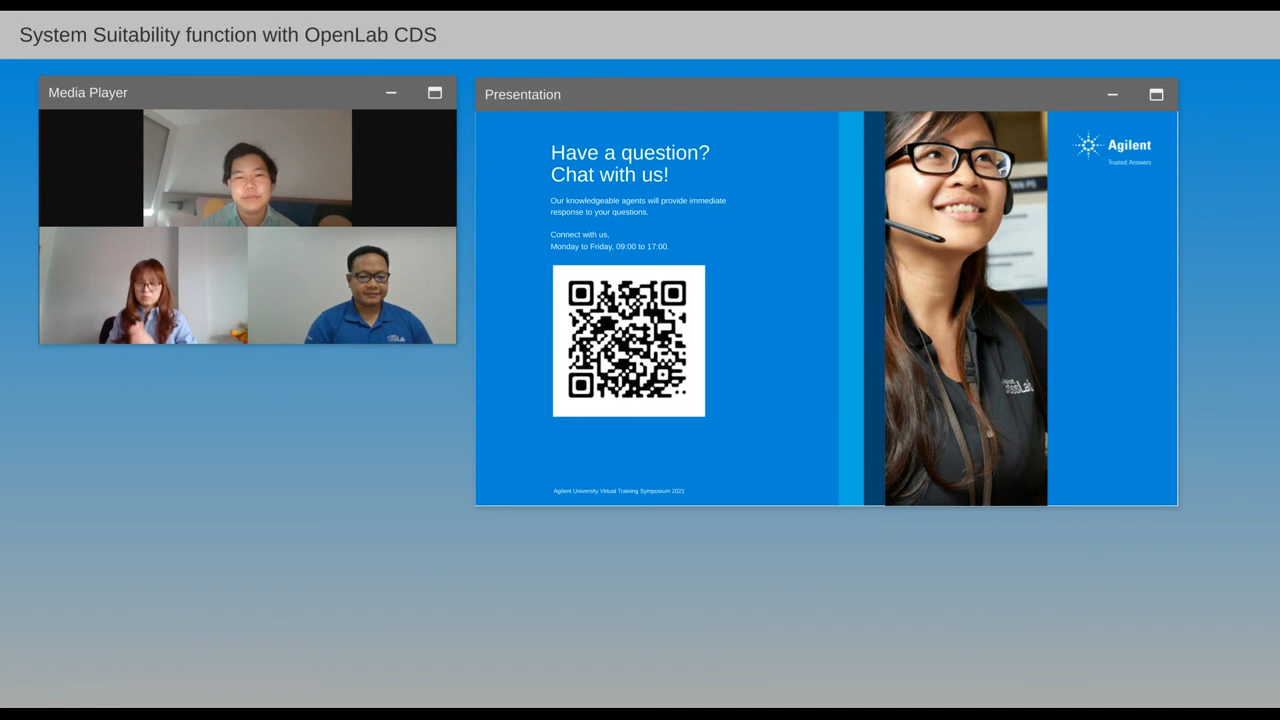 System Suitability function with OpenLab CDS
Media Player
Presentation
Have a question?
Chat with us!
Our knowledgeable agents will provide immediate
response to your questions.
Connect with us,
Monday to Friday, 09:00 to 17:00.
Agilent
Trusted Answers
Agilent University Virtual Training Symposium 2021